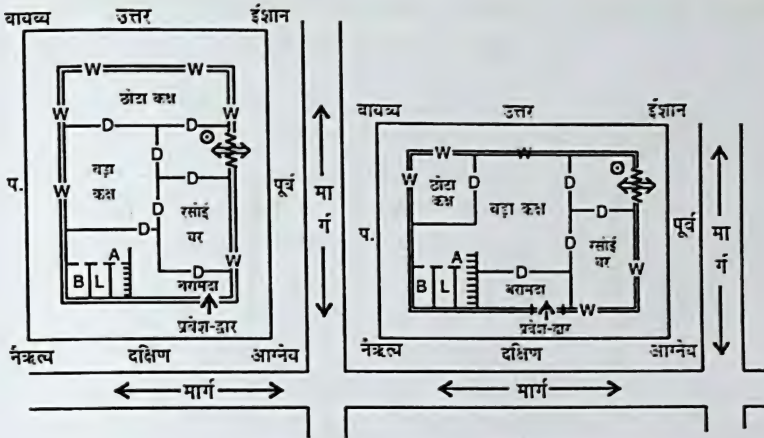 वायव्य उत्तर ईशान
W W
छोटा कक्ष
W W
D D
D
बड़ा
कक्ष
D
W
प.
रसोई
घर
पूर्व
D
W
A
D
B L
बरामदा
प्रवेश-द्वार
नैऋत्य दक्षिण आग्नेय
मार्ग
मार्ग
वायव्य उत्तर ईशान
W W
W W
छोटा
कक्ष
D
बड़ा कक्ष
D
D
प.
D
रसोई
घर
पूर्व
A
W
B L
D
बरामदा
W
प्रवेश-द्वार
नैऋत्य दक्षिण आग्नेय
मार्ग
मार्ग